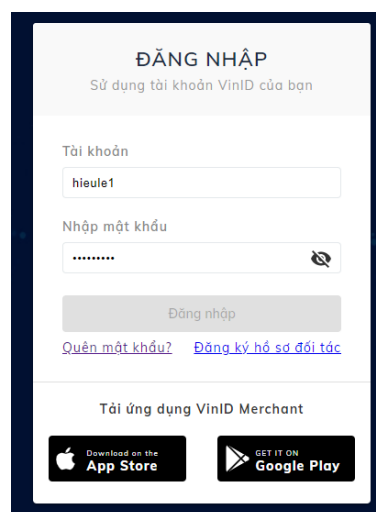 ĐĂNG NHẬP
Sử dụng tài khoản VinID của bạn
Tài khoản
hieule1
Nhập mật khẩu
•••••••••
Đăng nhập
Quên mật khẩu? Đăng ký hồ sơ đối tác
Tải ứng dụng VinID Merchant
Download on the
App Store
GET IT ON
Google Play